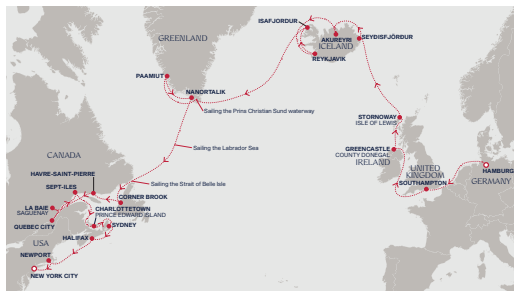 ISAFJORDUR
GREENLAND
AKUREYRI
ICELAND
SEYDISFJÖRÐUR
REYKJAVIK
PAAMIUT
NANORTALIK
Sailing the Prins Christian Sund waterway
STORNOWAY
ISLE OF LEWIS
Sailing the Labrador Sea
GREENCASTLE
COUNTY DONEGAL
IRELAND
UNITED
KINGDOM
HAMBURG
GERMANY
SOUTHAMPTON
CANADA
HAVRE-SAINT-PIERRE
Sailing the Strait of Belle Isle
SEPT-ILES
CORNER BROOK
LA BAIE
SAGUENAY
CHARLOTTETOWN
PRINCE EDWARD ISLAND
QUEBEC CITY
SYDNEY
USA
HALIFAX
NEWPORT
NEW YORK CITY